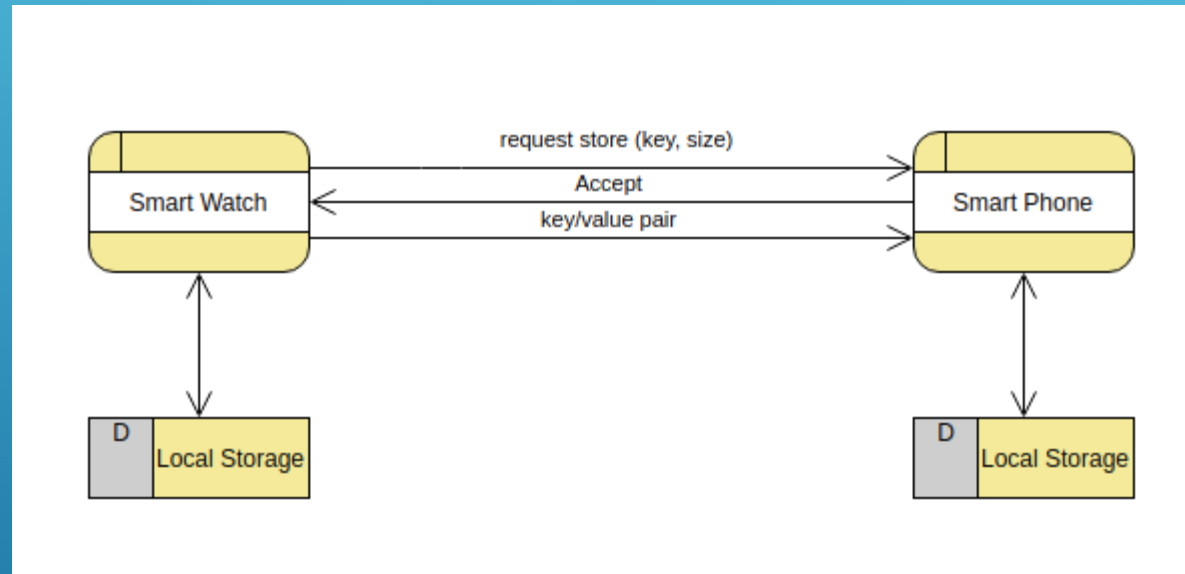 request store (key, size)
Accept
Smart Watch
Smart Phone
key/value pair
D
Local Storage
D
Local Storage